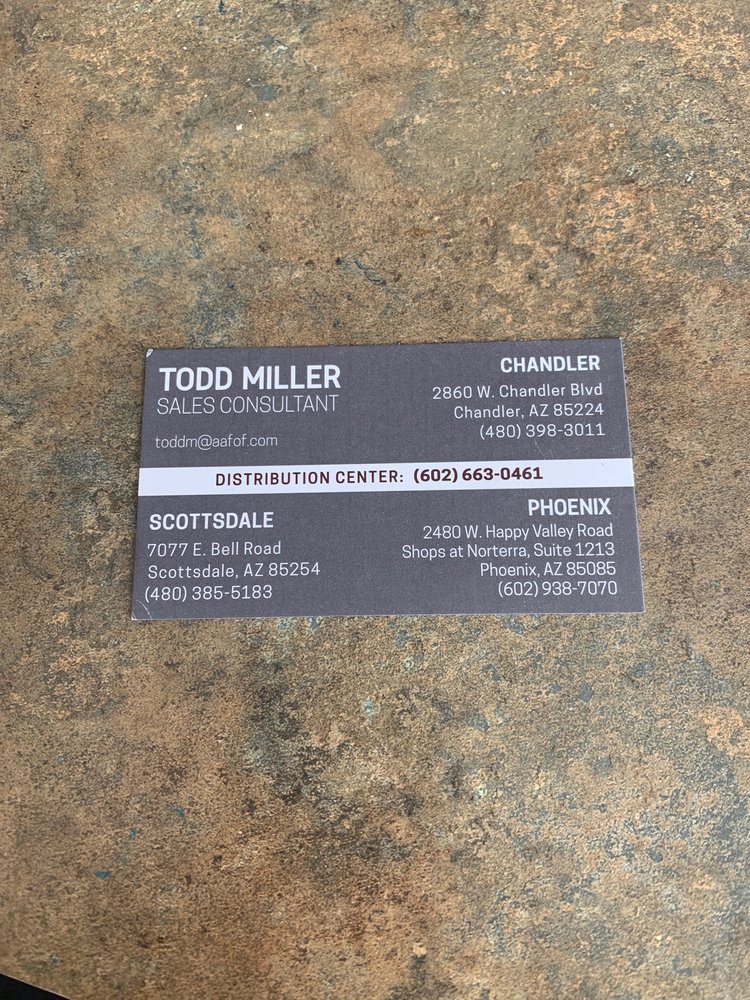 TODD MILLER
SALES CONSULTANT
toddm@aafof.com
CHANDLER
2860 W. Chandler Blvd
Chandler, AZ 85224
(480) 398-3011
DISTRIBUTION CENTER: (602) 663-0461
SCOTTSDALE
7077 E. Bell Road
Scottsdale, AZ 85254
(480) 385-5183
PHOENIX
2480 W. Happy Valley Road
Shops at Norterra, Suite 1213
Phoenix, AZ 85085
(602) 938-7070